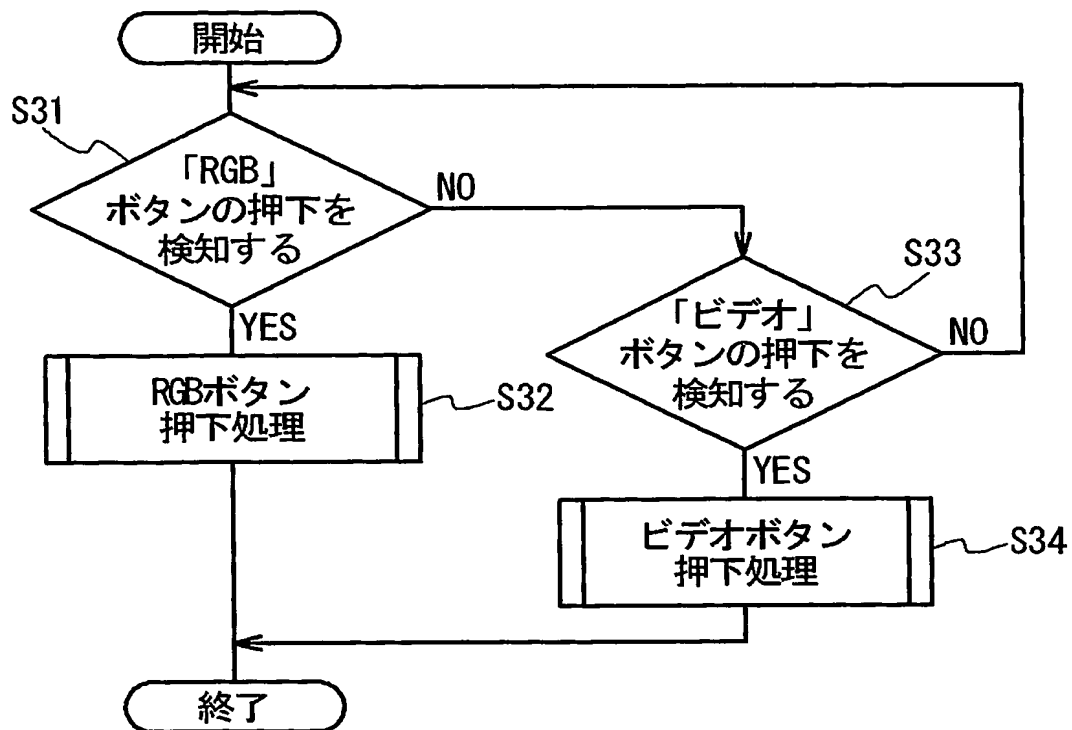 開始
S31
「RGB」
ボタンの押下を
検知する
NO
YES
RGBボタン
押下処理
S32
S33
「ビデオ」
ボタンの押下を
検知する
NO
YES
ビデオボタン
押下処理
S34
終了